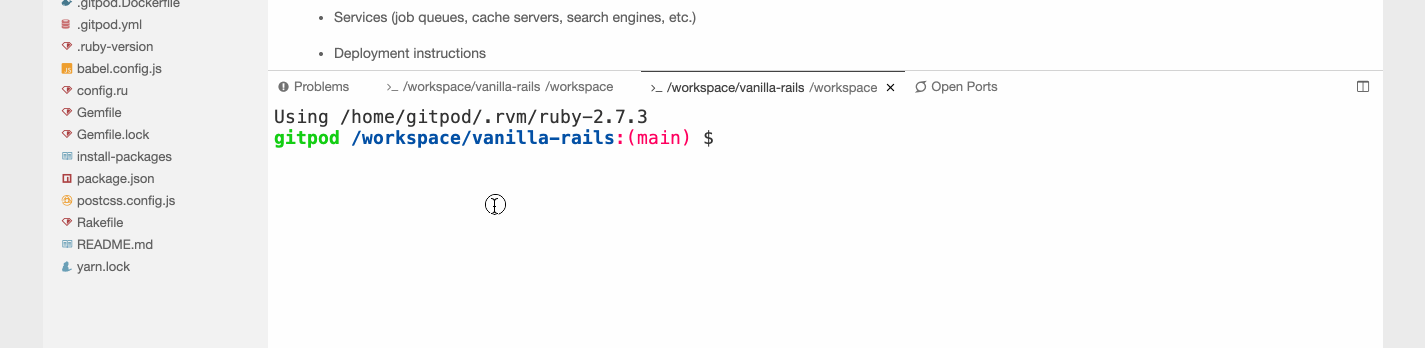 .gitpod.Dockerfile
.gitpod.yml
.ruby-version
babel.config.js
config.ru
Gemfile
Gemfile.lock
install-packages
package.json
postcss.config.js
Rakefile
README.md
yarn.lock
• Services (job queues, cache servers, search engines, etc.)
• Deployment instructions
Problems >_ /workspace/vanilla-rails /workspace >_ /workspace/vanilla-rails /workspace × Open Ports
Using /home/gitpod/.rvm/ruby-2.7.3
gitpod /workspace/vanilla-rails:(main) $